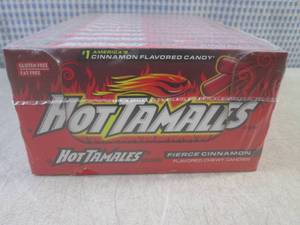 #1 AMERICA'S
CINNAMON FLAVORED CANDY*
GLUTEN FREE
FAT FREE
HOT TAMALES
HOT TAMALES
FIERCE CINNAMON
FLAVORED CHEWY CANDIES